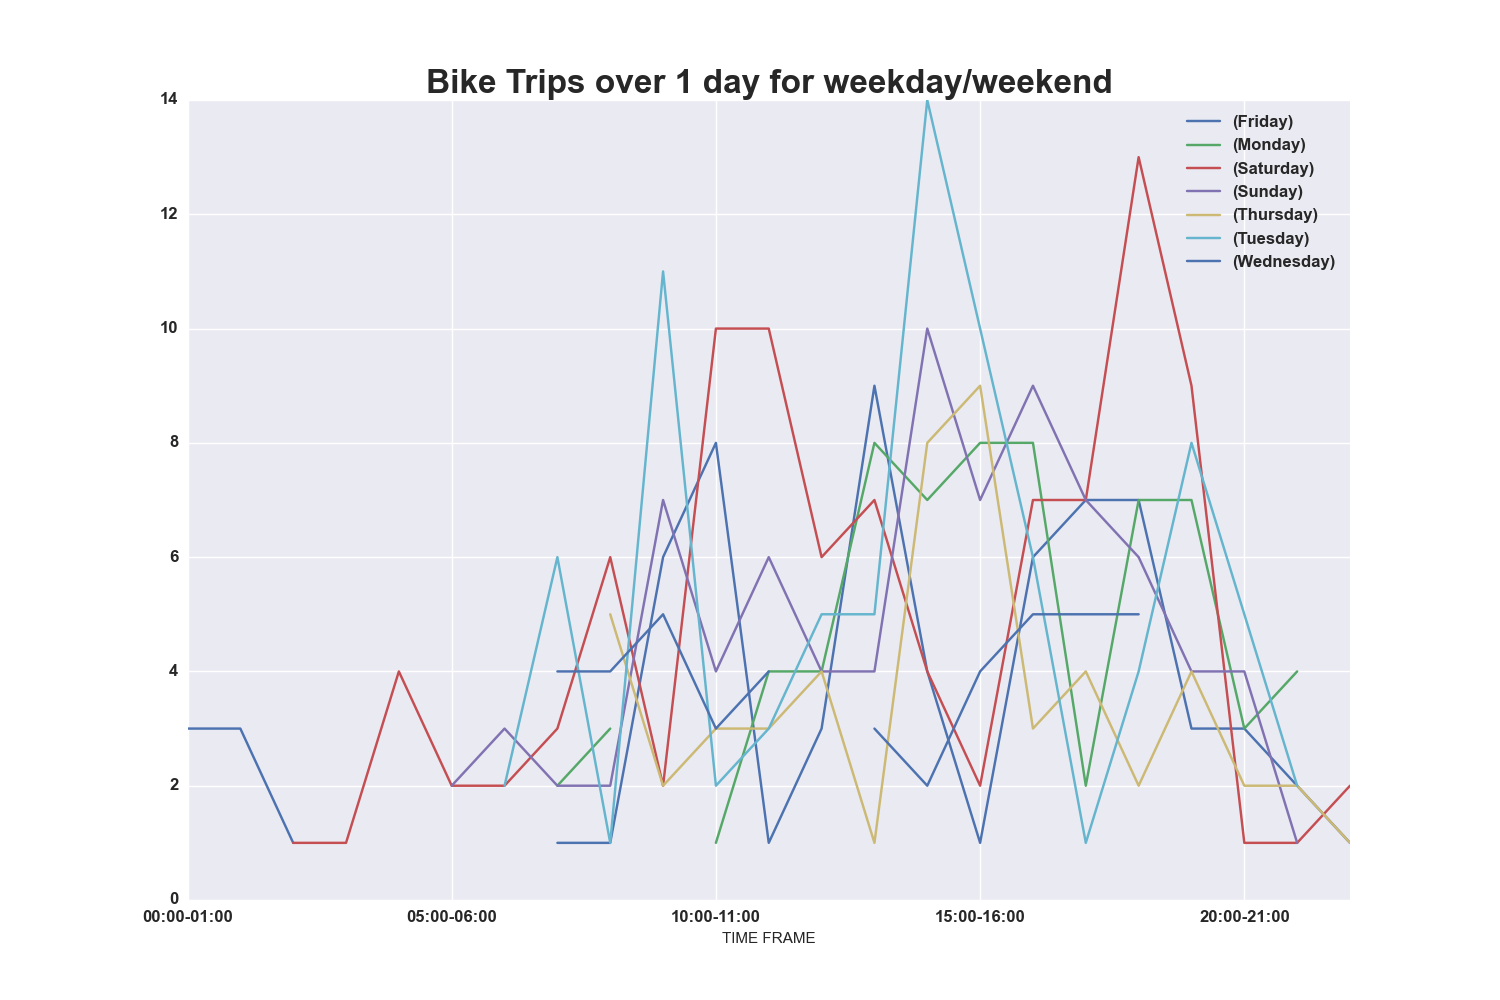 Bike Trips over 1 day for weekday/weekend
14
12
10
8
6
4
2
0
(Friday)
(Monday)
(Saturday)
(Sunday)
(Thursday)
(Tuesday)
(Wednesday)
00:00-01:00 05:00-06:00 10:00-11:00 15:00-16:00 20:00-21:00
TIME FRAME